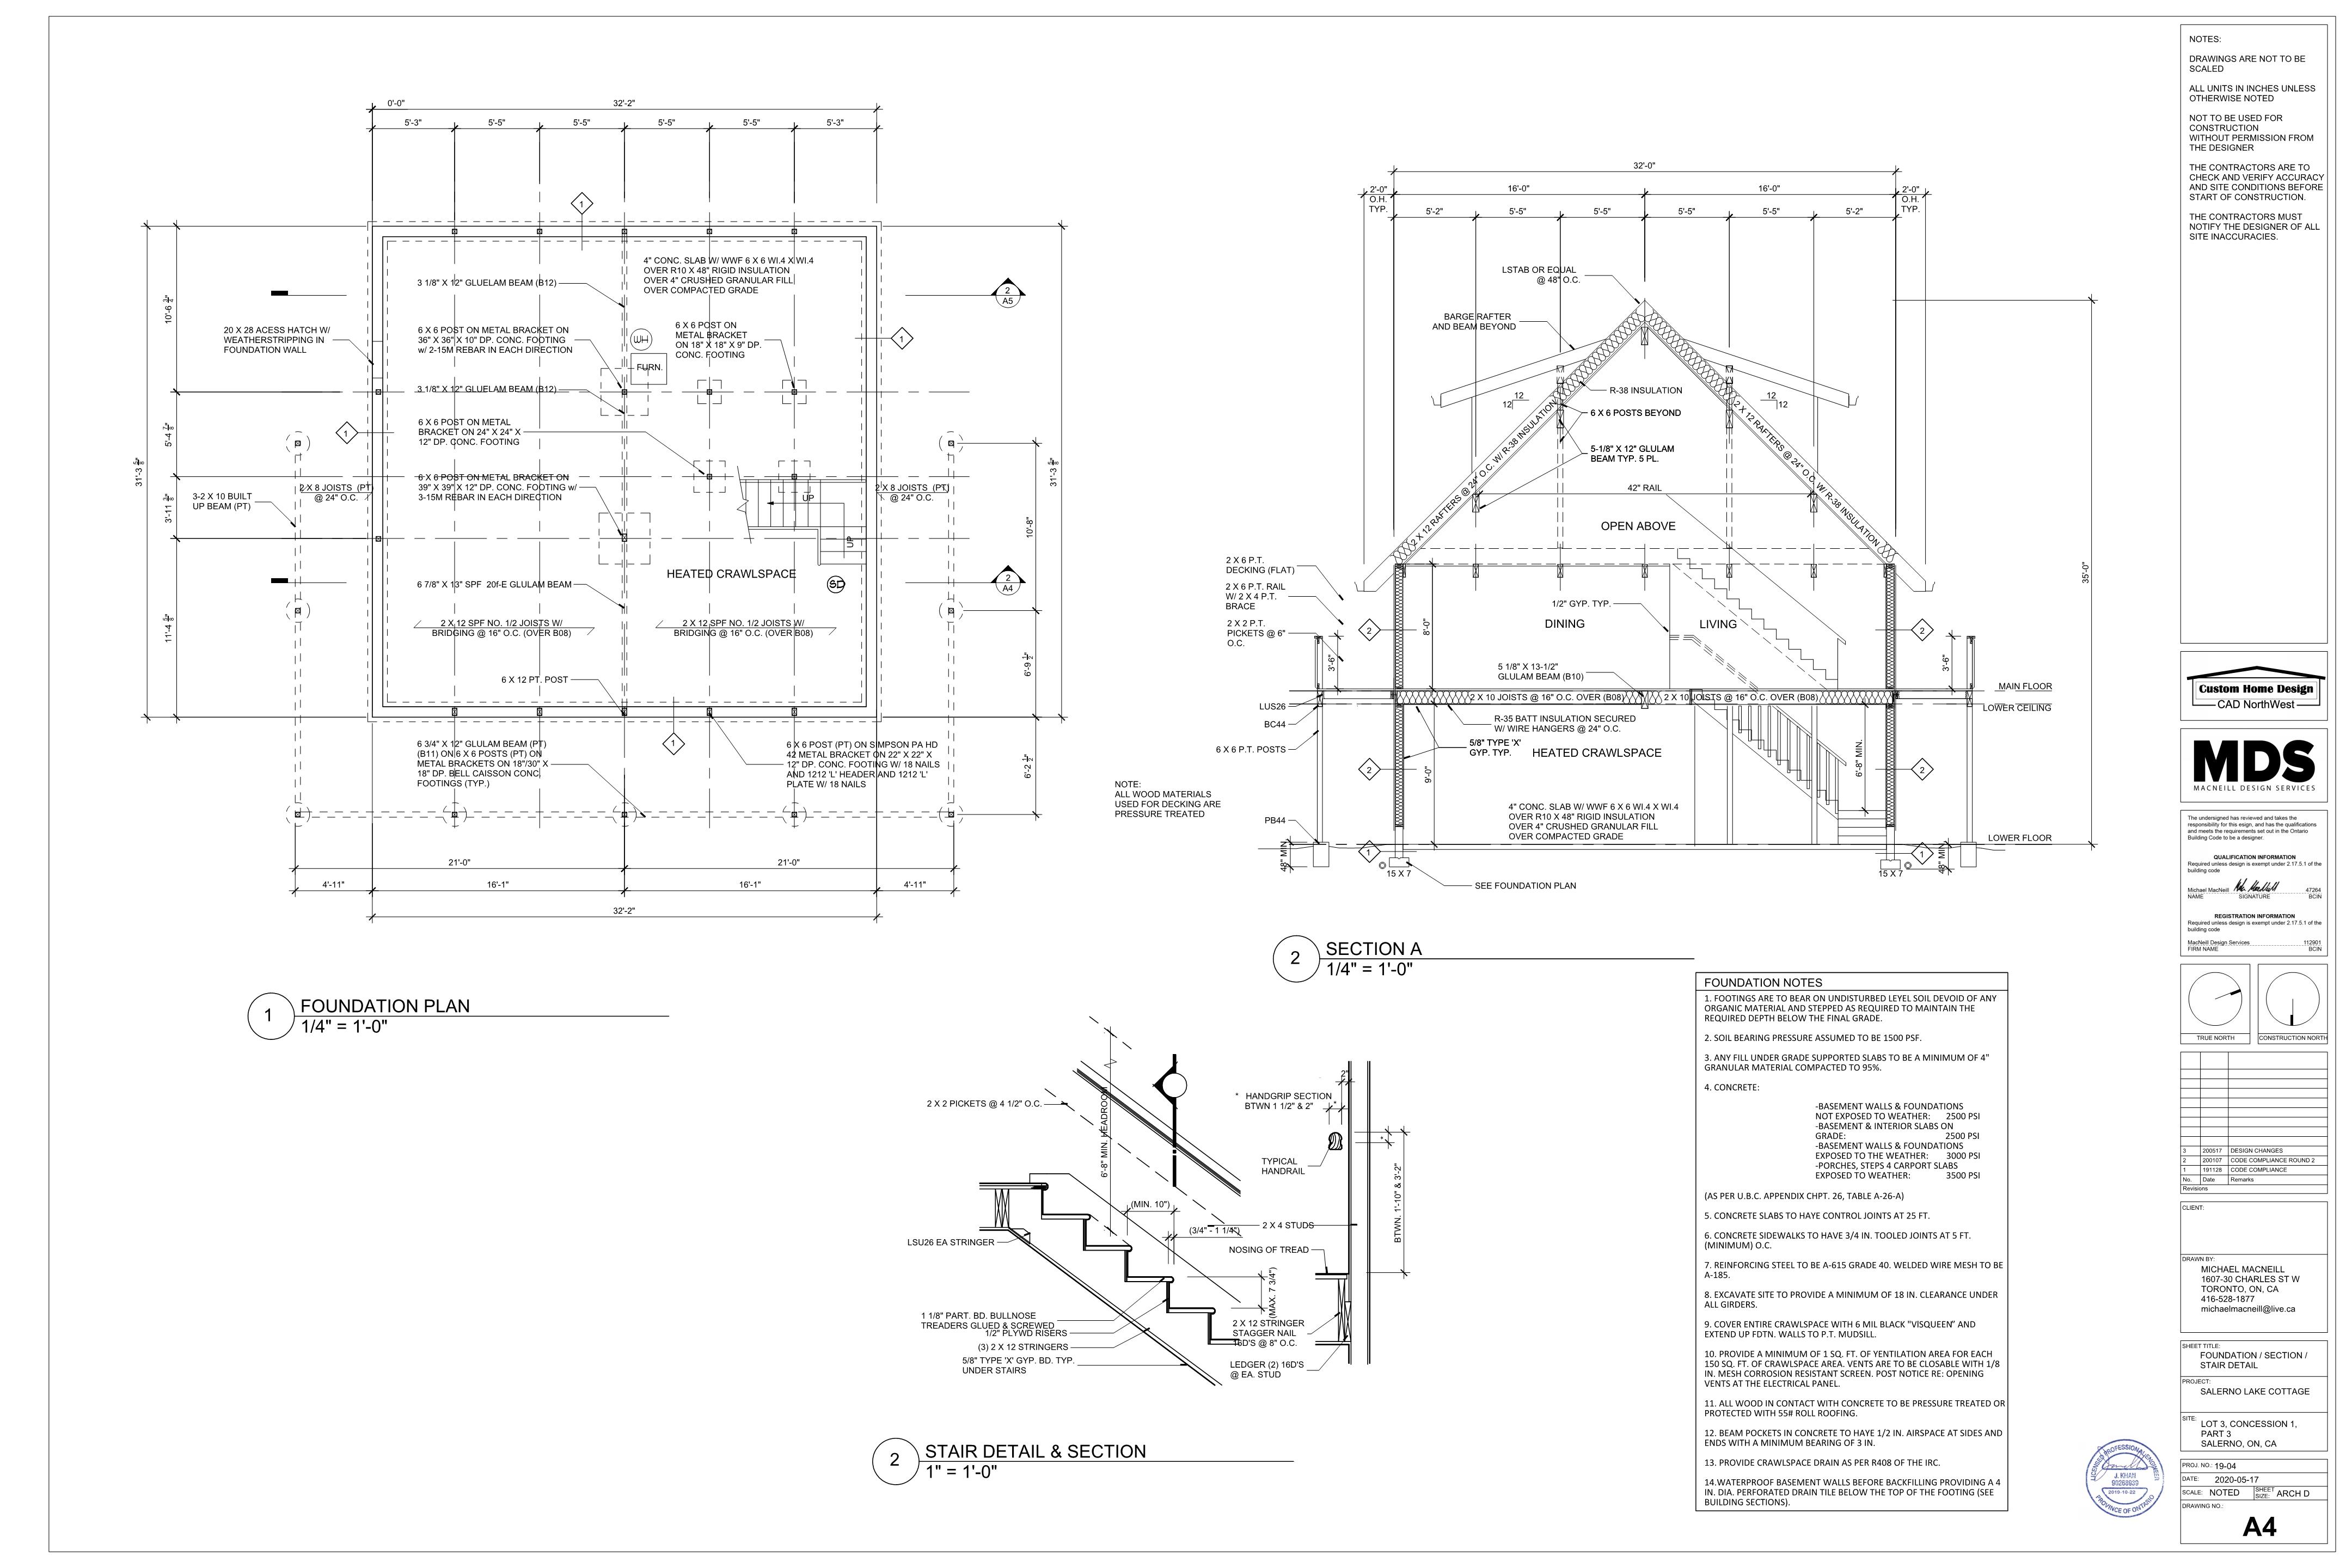 0'-0"
32'-2"
5'-3"
5'-5"
5'-5"
5'-5"
5'-5"
5'-3"
1
4" CONC. SLAB W/ WWF 6 X 6 WI.4 X WI.4
OVER R10 X 48" RIGID INSULATION
OVER 4" CRUSHED GRANULAR FILL
OVER COMPACTED GRADE
3 1/8" X 12" GLUELAM BEAM (B12)
2
A5
10'-6 3/4"
20 X 28 ACESS HATCH W/
WEATHERSTRIPPING IN
FOUNDATION WALL
6 X 6 POST ON METAL BRACKET ON
36" X 36"X 10" DP. CONC. FOOTING
w/ 2-15M REBAR IN EACH DIRECTION
WH
FURN.
6 X 6 POST ON
METAL BRACKET
ON 18" X 18" X 9" DP.
CONC. FOOTING
1
3 1/8" X 12" GLUELAM BEAM (B12)
6 X 6 POST ON METAL
BRACKET ON 24" X 24" X
12" DP. CONC. FOOTING
1
5'-4 7/8"
31'-3 5/8"
31'-3 5/8"
6 X 6 POST ON METAL BRACKET ON
39" X 39"X 12" DP. CONC. FOOTING w/
3-15M REBAR IN EACH DIRECTION
2 X 8 JOISTS (PT)
@ 24" O.C.
2 X 8 JOISTS (PT)
@ 24" O.C.
3-2 X 10 BUILT
UP BEAM (PT)
3'-11 5/8"
UP
UP
10'-8"
HEATED CRAWLSPACE
SD
6 7/8" X 13" SPF 20f-E GLULAM BEAM
2
A4
2 X 12 SPF NO. 1/2 JOISTS W/
BRIDGING @ 16" O.C. (OVER B08)
2 X 12 SPF NO. 1/2 JOISTS W/
BRIDGING @ 16" O.C. (OVER B08)
11'-4 5/8"
6'-9 1/2"
6 X 12 PT. POST
1
6 3/4" X 12" GLULAM BEAM (PT)
(B11) ON 6 X 6 POSTS (PT) ON
METAL BRACKETS ON 18"/30" X
18" DP. BELL CAISSON CONC.
FOOTINGS (TYP.)
6 X 6 POST (PT) ON SIMPSON PA HD
42 METAL BRACKET ON 22" X 22" X
12" DP. CONC. FOOTING W/ 18 NAILS
AND 1212 'L' HEADER AND 1212 'L'
PLATE W/ 18 NAILS
6'-2 1/2"
21'-0"
21'-0"
4'-11"
16'-1"
16'-1"
4'-11"
32'-2"
1
FOUNDATION PLAN
1/4" = 1'-0"
32'-0"
2'-0"
O.H.
TYP.
16'-0"
16'-0"
2'-0"
O.H.
TYP.
5'-2"
5'-5"
5'-5"
5'-5"
5'-5"
5'-2"
LSTAB OR EQUAL
@ 48" O.C.
BARGE RAFTER
AND BEAM BEYOND
R-38 INSULATION
12
12
12
12
6 X 6 POSTS BEYOND
2 X 12 RAFTERS @ 24" O.C. W/ R-38 INSULATION
2 X 12 RAFTERS @ 24" O.C. W/ R-38 INSULATION
5-1/8" X 12" GLULAM
BEAM TYP. 5 PL.
42" RAIL
OPEN ABOVE
35'-0"
2 X 6 P.T.
DECKING (FLAT)
2 X 6 P.T. RAIL
W/ 2 X 4 P.T.
BRACE
2 X 2 P.T.
PICKETS @ 6"
O.C.
1/2" GYP. TYP.
2
8'-0"
DINING
LIVING
2
3'-6"
3'-6"
5 1/8" X 13-1/2"
GLULAM BEAM (B10)
2 X 10 JOISTS @ 16" O.C. OVER (B08)
2 X 10 JOISTS @ 16" O.C. OVER (B08)
MAIN FLOOR
LOWER CEILING
LUS26
BC44
6 X 6 P.T. POSTS
R-35 BATT INSULATION SECURED
W/ WIRE HANGERS @ 24" O.C.
5/8" TYPE 'X'
GYP. TYP.
HEATED CRAWLSPACE
2
9'-0"
6'-8" MIN.
2
NOTE:
ALL WOOD MATERIALS
USED FOR DECKING ARE
PRESSURE TREATED
PB44
4" CONC. SLAB W/ WWF 6 X 6 WI.4 X WI.4
OVER R10 X 48" RIGID INSULATION
OVER 4" CRUSHED GRANULAR FILL
OVER COMPACTED GRADE
LOWER FLOOR
48" MIN.
1
1
48" MIN.
15 X 7
15 X 7
SEE FOUNDATION PLAN
2
SECTION A
1/4" = 1'-0"
2 X 2 PICKETS @ 4 1/2" O.C.
6'-8" MIN. HEADROOM
2"
* HANDGRIP SECTION
BTWN 1 1/2" & 2"
*
*
TYPICAL
HANDRAIL
BTWN. 1'-10" & 3'-2"
(MIN. 10")
(3/4" - 1 1/4")
2 X 4 STUDS
LSU26 EA STRINGER
NOSING OF TREAD
(MAX. 7 3/4")
1 1/8" PART. BD. BULLNOSE
TREADERS GLUED & SCREWED
1/2" PLYWD RISERS
(3) 2 X 12 STRINGERS
5/8" TYPE 'X' GYP. BD. TYP.
UNDER STAIRS
2 X 12 STRINGER
STAGGER NAIL
16D'S @ 8" O.C.
LEDGER (2) 16D'S
@ EA. STUD
2
STAIR DETAIL & SECTION
1" = 1'-0"
FOUNDATION NOTES
1. FOOTINGS ARE TO BEAR ON UNDISTURBED LEYEL SOIL DEVOID OF ANY
ORGANIC MATERIAL AND STEPPED AS REQUIRED TO MAINTAIN THE
REQUIRED DEPTH BELOW THE FINAL GRADE.
2. SOIL BEARING PRESSURE ASSUMED TO BE 1500 PSF.
3. ANY FILL UNDER GRADE SUPPORTED SLABS TO BE A MINIMUM OF 4"
GRANULAR MATERIAL COMPACTED TO 95%.
4. CONCRETE:
-BASEMENT WALLS & FOUNDATIONS
NOT EXPOSED TO WEATHER: 2500 PSI
-BASEMENT & INTERIOR SLABS ON
GRADE: 2500 PSI
-BASEMENT WALLS & FOUNDATIONS
EXPOSED TO THE WEATHER: 3000 PSI
-PORCHES, STEPS 4 CARPORT SLABS
EXPOSED TO WEATHER: 3500 PSI
(AS PER U.B.C. APPENDIX CHPT. 26, TABLE A-26-A)
5. CONCRETE SLABS TO HAYE CONTROL JOINTS AT 25 FT.
6. CONCRETE SIDEWALKS TO HAVE 3/4 IN. TOOLED JOINTS AT 5 FT.
(MINIMUM) O.C.
7. REINFORCING STEEL TO BE A-615 GRADE 40. WELDED WIRE MESH TO BE
A-185.
8. EXCAVATE SITE TO PROVIDE A MINIMUM OF 18 IN. CLEARANCE UNDER
ALL GIRDERS.
9. COVER ENTIRE CRAWLSPACE WITH 6 MIL BLACK "VISQUEEN" AND
EXTEND UP FDTN. WALLS TO P.T. MUDSILL.
10. PROVIDE A MINIMUM OF 1 SQ. FT. OF YENTILATION AREA FOR EACH
150 SQ. FT. OF CRAWLSPACE AREA. VENTS ARE TO BE CLOSABLE WITH 1/8
IN. MESH CORROSION RESISTANT SCREEN. POST NOTICE RE: OPENING
VENTS AT THE ELECTRICAL PANEL.
11. ALL WOOD IN CONTACT WITH CONCRETE TO BE PRESSURE TREATED OR
PROTECTED WITH 55# ROLL ROOFING.
12. BEAM POCKETS IN CONCRETE TO HAYE 1/2 IN. AIRSPACE AT SIDES AND
ENDS WITH A MINIMUM BEARING OF 3 IN.
13. PROVIDE CRAWLSPACE DRAIN AS PER R408 OF THE IRC.
14.WATERPROOF BASEMENT WALLS BEFORE BACKFILLING PROVIDING A 4
IN. DIA. PERFORATED DRAIN TILE BELOW THE TOP OF THE FOOTING (SEE
BUILDING SECTIONS).
LICENSED PROFESSIONAL ENGINEER
J. KHAN
2019-10-22
PROVINCE OF ONTARIO
NOTES:
DRAWINGS ARE NOT TO BE
SCALED
ALL UNITS IN INCHES UNLESS
OTHERWISE NOTED
NOT TO BE USED FOR
CONSTRUCTION
WITHOUT PERMISSION FROM
THE DESIGNER
THE CONTRACTORS ARE TO
CHECK AND VERIFY ACCURACY
AND SITE CONDITIONS BEFORE
START OF CONSTRUCTION.
THE CONTRACTORS MUST
NOTIFY THE DESIGNER OF ALL
SITE INACCURACIES.
Custom Home Design
CAD NorthWest
MDS
MACNEILL DESIGN SERVICES
The undersigned has reviewed and takes the
responsibility for this esign, and has the qualifications
and meets the requirements set out in the Ontario
Building Code to be a designer.
QUALIFICATION INFORMATION
Required unless design is exempt under 2.17.5.1 of the
building code
Michael MacNeill 47264
NAME SIGNATURE BCIN
REGISTRATION INFORMATION
Required unless design is exempt under 2.17.5.1 of the
building code
MacNeill Design Services 112901
FIRM NAME BCIN
TRUE NORTH
CONSTRUCTION NORTH
3 200517 DESIGN CHANGES
2 200107 CODE COMPLIANCE ROUND 2
1 191128 CODE COMPLIANCE
No. Date Remarks
Revisions
CLIENT:
DRAWN BY:
MICHAEL MACNEILL
1607-30 CHARLES ST W
TORONTO, ON, CA
416-528-1877
michaelmacneill@live.ca
SHEET TITLE:
FOUNDATION / SECTION /
STAIR DETAIL
PROJECT:
SALERNO LAKE COTTAGE
SITE:
LOT 3, CONCESSION 1,
PART 3
SALERNO, ON, CA
PROJ. NO.: 19-04
DATE: 2020-05-17
SCALE: NOTED
SHEET SIZE: ARCH D
DRAWING NO.:
A4